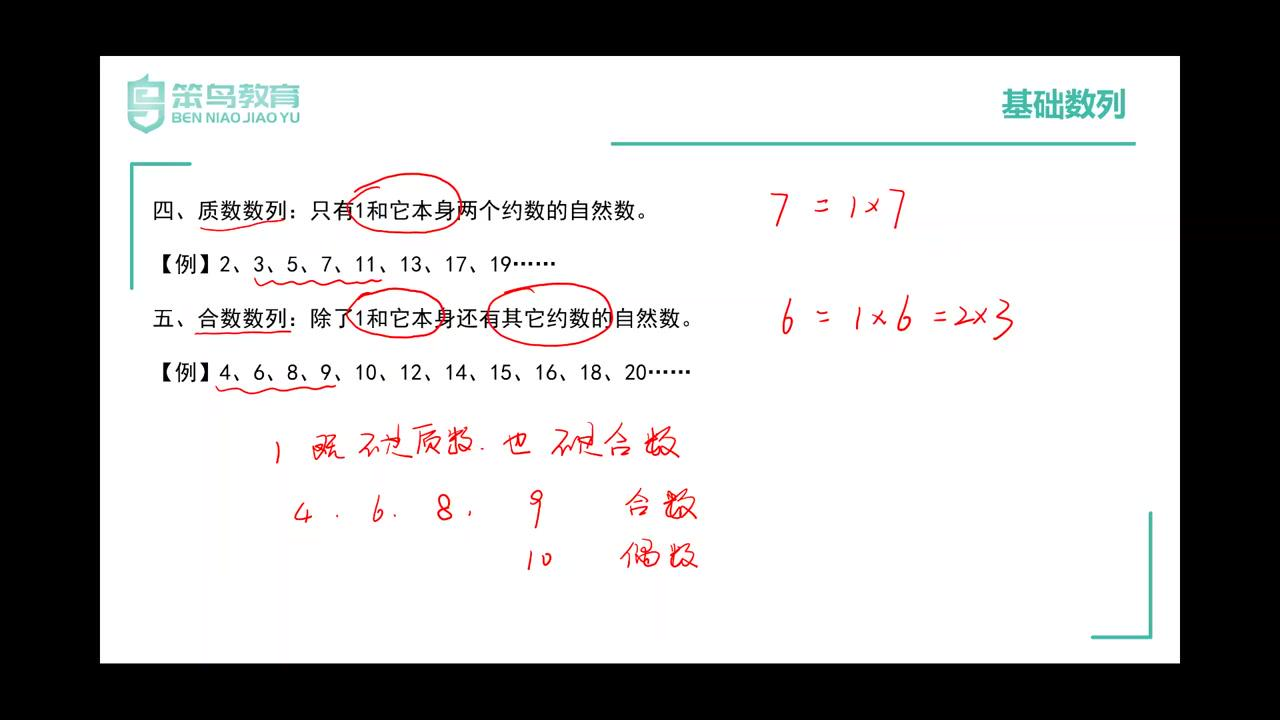 笨鸟教育
BEN NIAO JIAO YU
基础数列
四、质数数列：只有1和它本身两个约数的自然数。
7 = 1×7
【例】2、3、5、7、11、13、17、19……
五、合数数列：除了1和它本身还有其它约数的自然数。
6 = 1×6 = 2×3
【例】4、6、8、9、10、12、14、15、16、18、20……
1 既不是质数．也不是合数
4．6．8． 9 合数
10 偶数